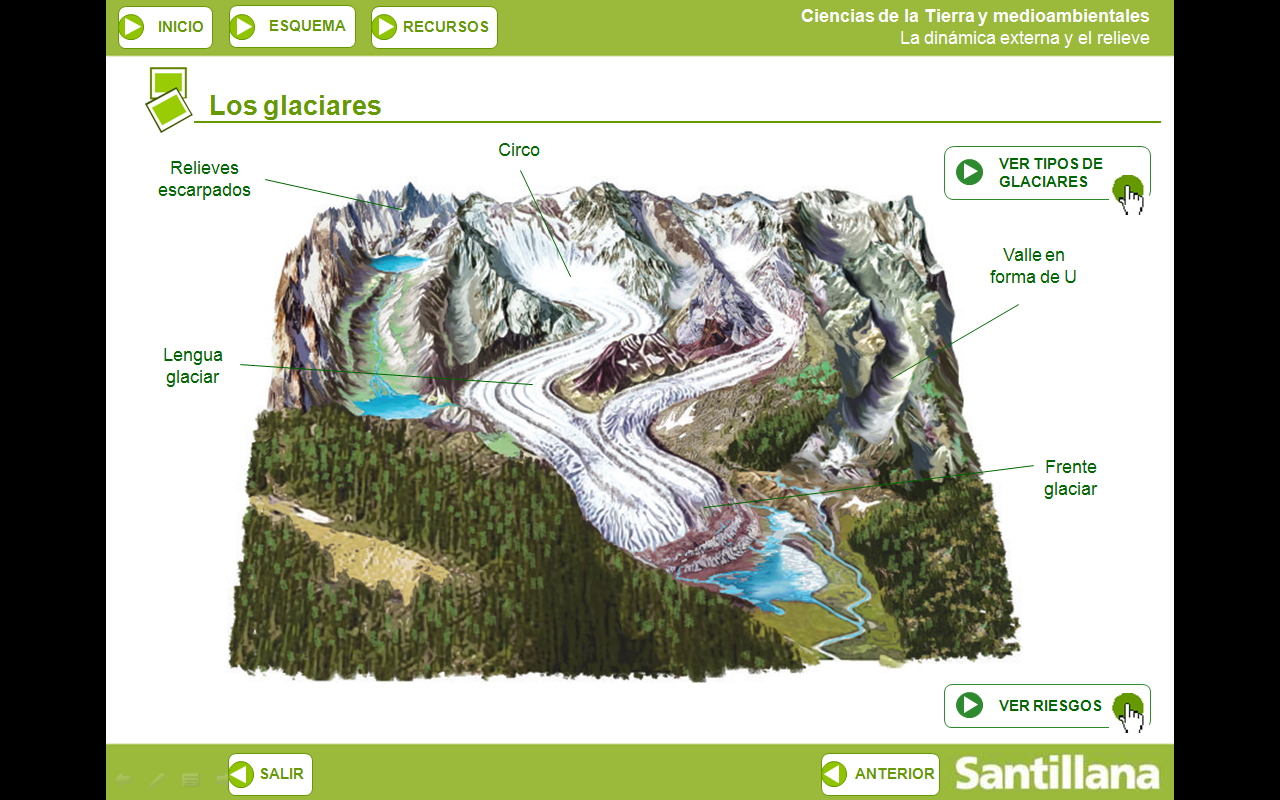 INICIO
ESQUEMA
RECURSOS
Ciencias de la Tierra y medioambientales
La dinámica externa y el relieve
Los glaciares
Relieves
escarpados
Circo
VER TIPOS DE
GLACIARES
Valle en
forma de U
Lengua
glaciar
Frente
glaciar
VER RIESGOS
SALIR
ANTERIOR
Santillana